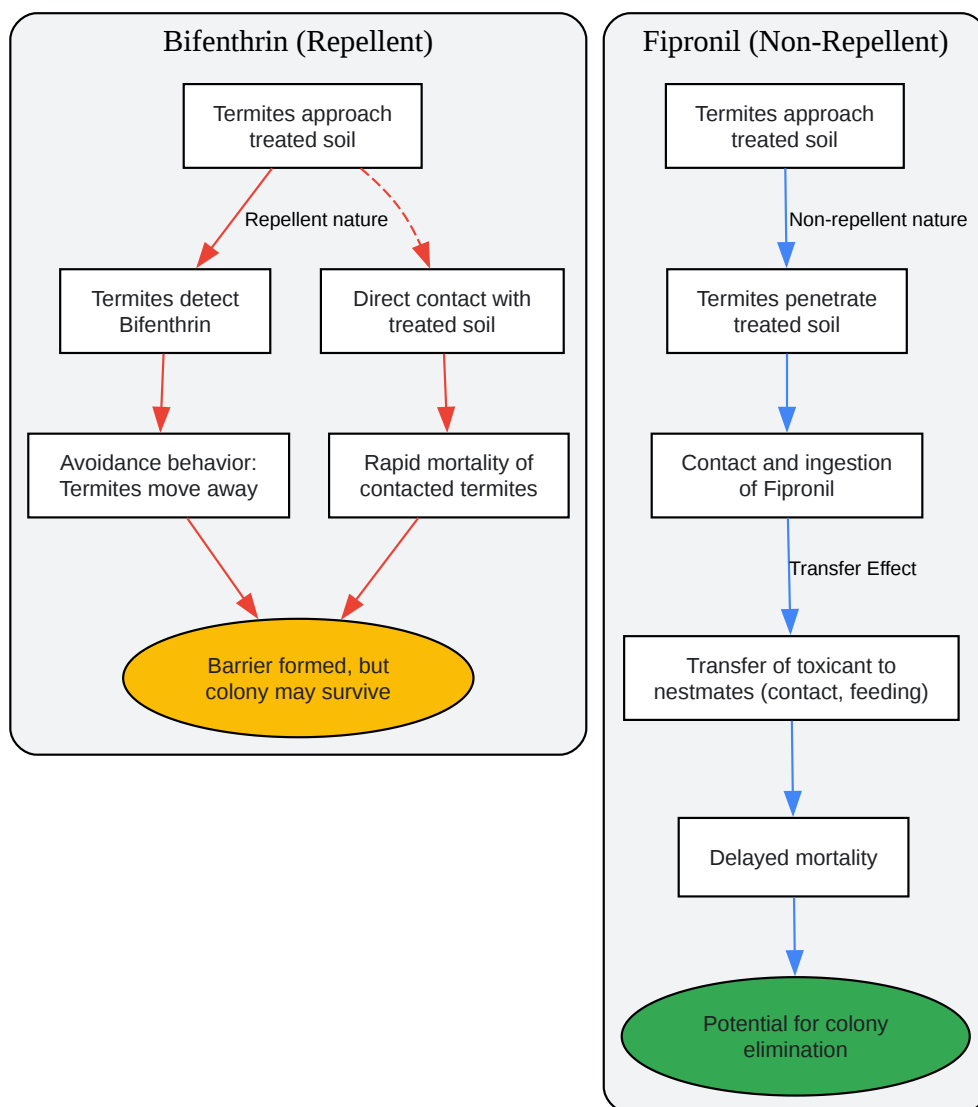 Bifenthrin (Repellent)
Termites approach
treated soil
Repellent nature
Termites detect
Bifenthrin
Direct contact with
treated soil
Avoidance behavior:
Termites move away
Rapid mortality of
contacted termites
Barrier formed, but
colony may survive
Fipronil (Non-Repellent)
Termites approach
treated soil
Non-repellent nature
Termites penetrate
treated soil
Contact and ingestion
of Fipronil
Transfer Effect
Transfer of toxicant to
nestmates (contact, feeding)
Delayed mortality
Potential for colony
elimination